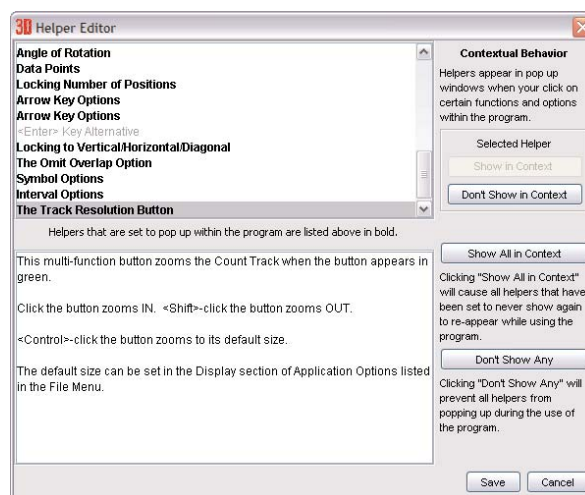 3D Helper Editor
Angle of Rotation
Data Points
Locking Number of Positions
Arrow Key Options
Arrow Key Options
<Enter> Key Alternative
Locking to Vertical/Horizontal/Diagonal
The Omit Overlap Option
Symbol Options
Interval Options
The Track Resolution Button
Helpers that are set to pop up within the program are listed above in bold.
This multi-function button zooms the Count Track when the button appears in
green.
Click the button zooms IN. <Shift>-click the button zooms OUT.
<Control>-click the button zooms to its default size.
The default size can be set in the Display section of Application Options listed
in the File Menu.
Contextual Behavior
Helpers appear in pop up
windows when your click on
certain functions and options
within the program.
Selected Helper
Show in Context
Don't Show in Context
Show All in Context
Clicking "Show All in Context"
will cause all helpers that have
been set to never show again
to re-appear while using the
program.
Don't Show Any
Clicking "Don't Show Any" will
prevent all helpers from
popping up during the use of
the program.
Save
Cancel